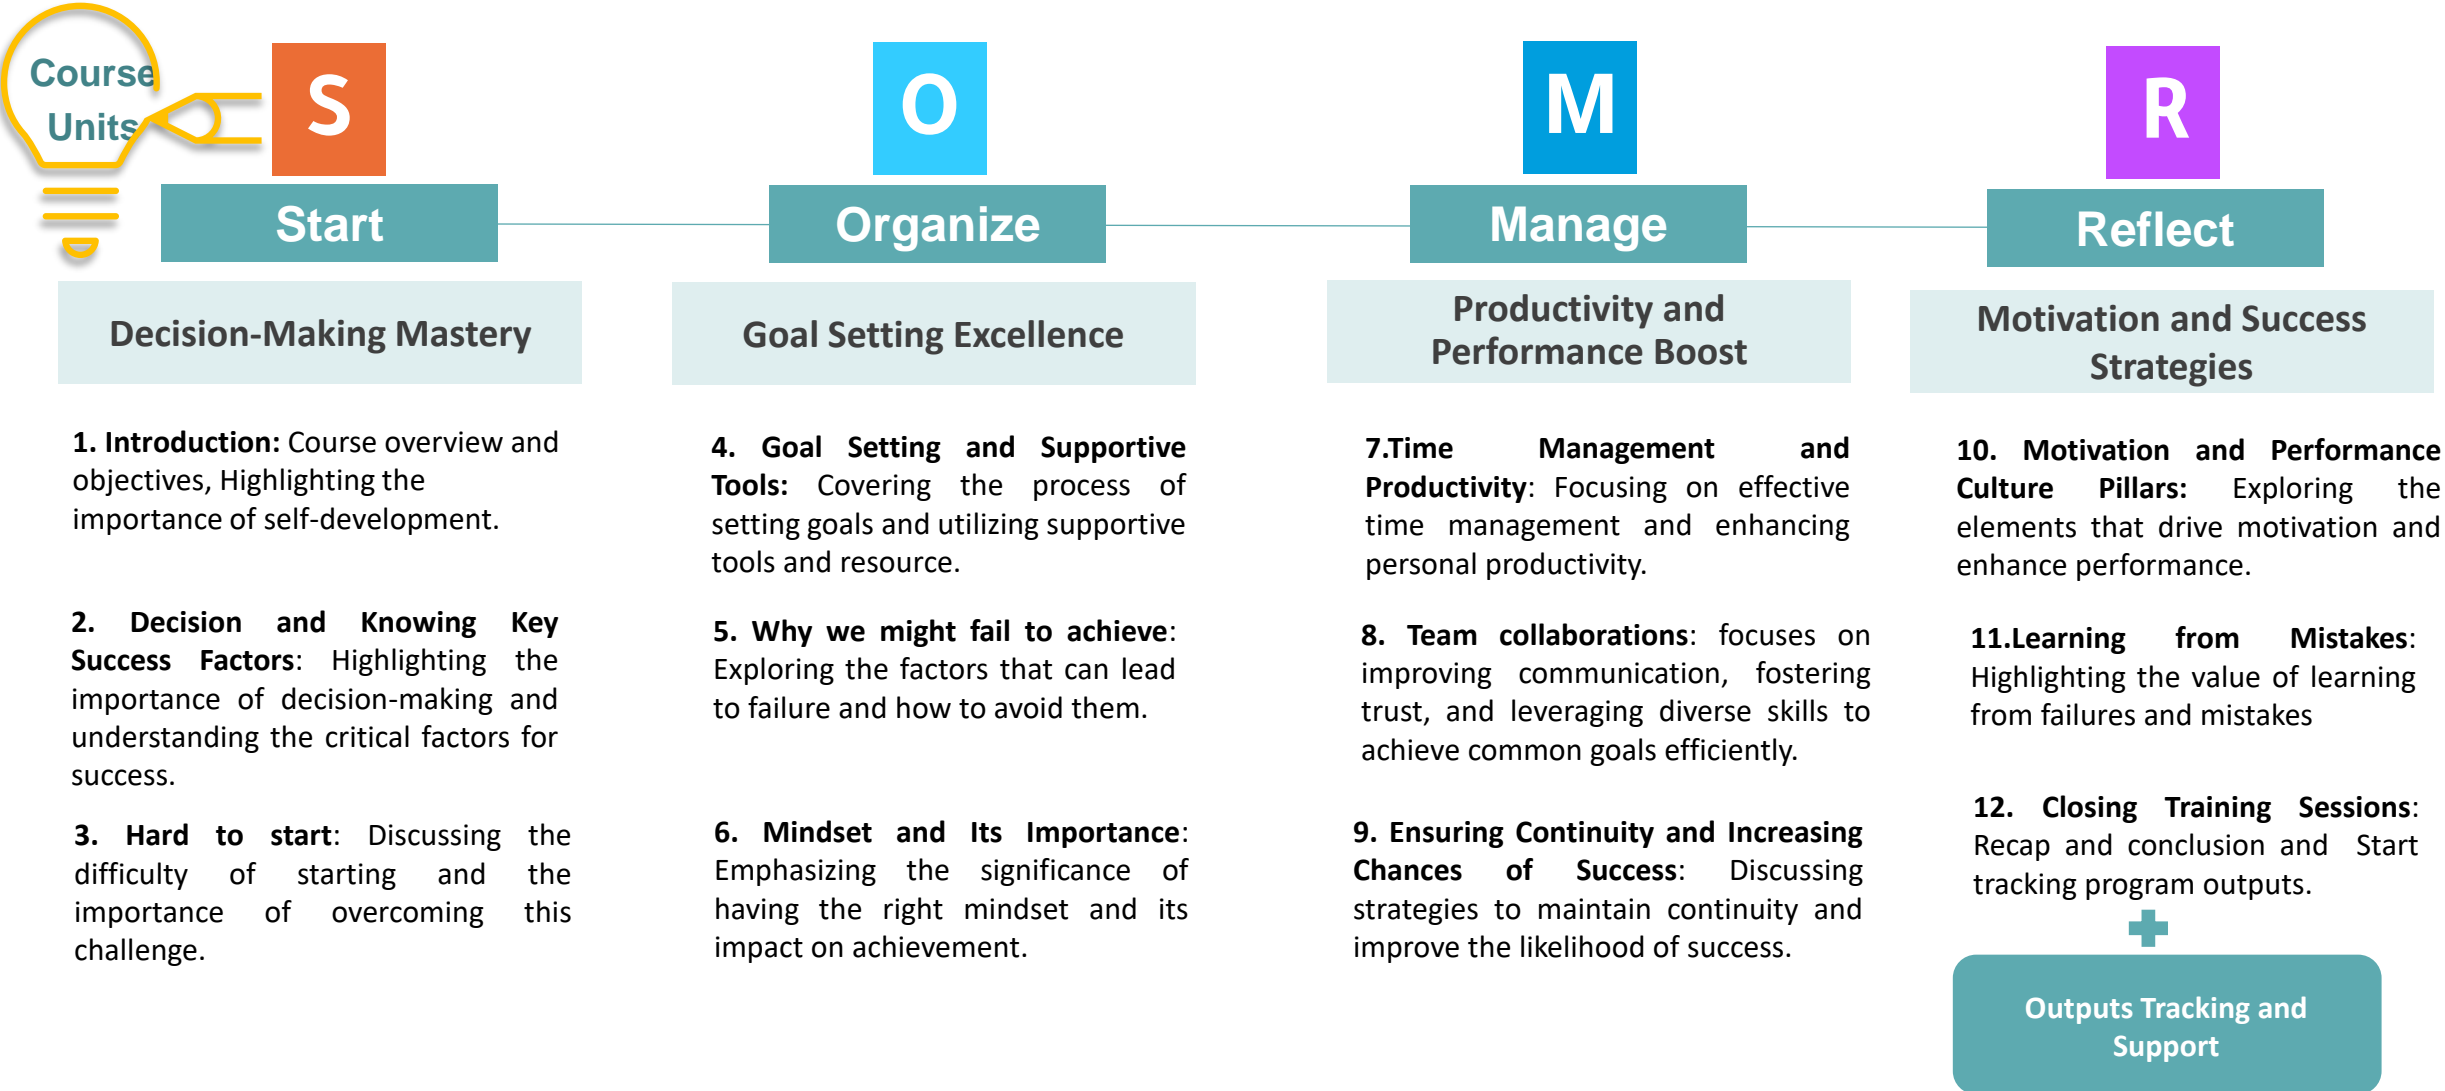 Course
Units
S
Start
Decision-Making Mastery
1. Introduction: Course overview and
objectives, Highlighting the
importance of self-development.
2. Decision and Knowing Key
Success Factors: Highlighting the
importance of decision-making and
understanding the critical factors for
success.
3. Hard to start: Discussing the
difficulty of starting and the
importance of overcoming this
challenge.
O
Organize
Goal Setting Excellence
4. Goal Setting and Supportive
Tools: Covering the process of
setting goals and utilizing supportive
tools and resource.
5. Why we might fail to achieve:
Exploring the factors that can lead
to failure and how to avoid them.
6. Mindset and Its Importance:
Emphasizing the significance of
having the right mindset and its
impact on achievement.
M
Manage
Productivity and
Performance Boost
7.Time Management and
Productivity: Focusing on effective
time management and enhancing
personal productivity.
8. Team collaborations: focuses on
improving communication, fostering
trust, and leveraging diverse skills to
achieve common goals efficiently.
9. Ensuring Continuity and Increasing
Chances of Success: Discussing
strategies to maintain continuity and
improve the likelihood of success.
R
Reflect
Motivation and Success
Strategies
10. Motivation and Performance
Culture Pillars: Exploring the
elements that drive motivation and
enhance performance.
11.Learning from Mistakes:
Highlighting the value of learning
from failures and mistakes
12. Closing Training Sessions:
Recap and conclusion and Start
tracking program outputs.
Outputs Tracking and
Support